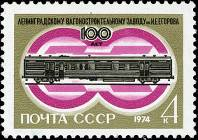 ЛЕНИНГРАДСКОМУ ВАГОНОСТРОИТЕЛЬНОМУ ЗАВОДУ им. И.Е. ЕГОРОВА
100
ЛЕТ
ПОЧТА СССР 1974 4 к